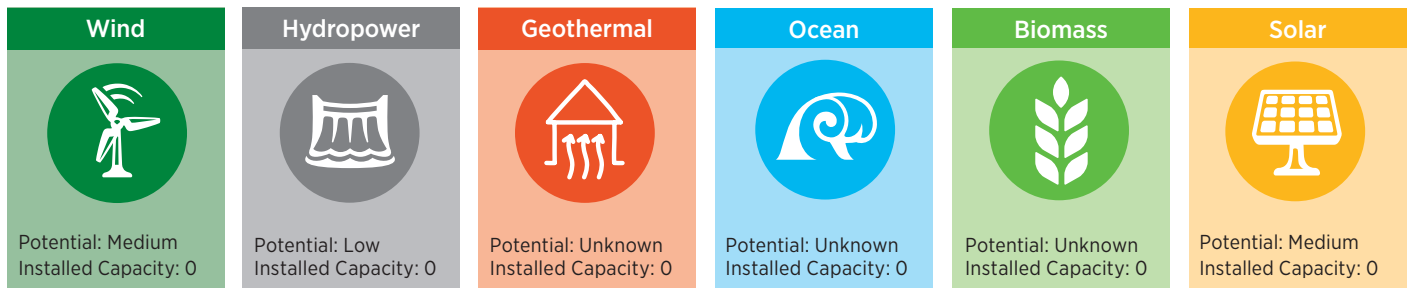 Wind
Potential: Medium
Installed Capacity: 0
Hydropower
Potential: Low
Installed Capacity: 0
Geothermal
Potential: Unknown
Installed Capacity: 0
Ocean
Potential: Unknown
Installed Capacity: 0
Biomass
Potential: Unknown
Installed Capacity: 0
Solar
Potential: Medium
Installed Capacity: 0